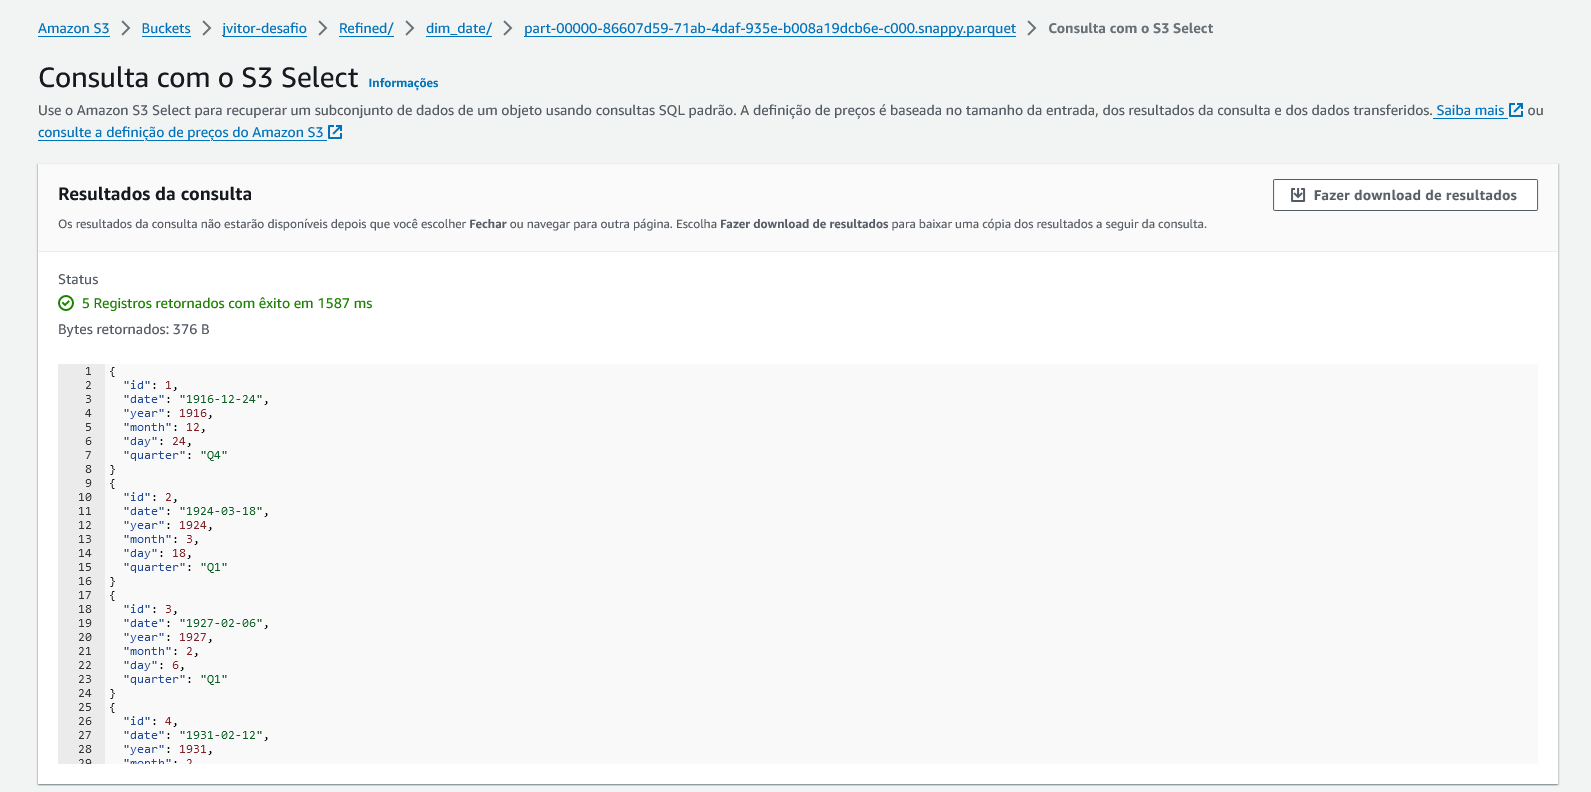 Amazon S3 > Buckets > jvitor-desafio > Refined/ > dim_date/ > part-00000-86607d59-71ab-4daf-935e-b008a19dcb6e-c000.snappy.parquet > Consulta com o S3 Select
Consulta com o S3 Select Informações
Use o Amazon S3 Select para recuperar um subconjunto de dados de um objeto usando consultas SQL padrão. A definição de preços é baseada no tamanho da entrada, dos resultados da consulta e dos dados transferidos. Saiba mais ou
consulte a definição de preços do Amazon S3
Resultados da consulta
Fazer download de resultados
Os resultados da consulta não estarão disponíveis depois que você escolher Fechar ou navegar para outra página. Escolha Fazer download de resultados para baixar uma cópia dos resultados a seguir da consulta.
Status
5 Registros retornados com êxito em 1587 ms
Bytes retornados: 376 B
1 {
2 "id": 1,
3 "date": "1916-12-24",
4 "year": 1916,
5 "month": 12,
6 "day": 24,
7 "quarter": "Q4"
8 }
9 {
10 "id": 2,
11 "date": "1924-03-18",
12 "year": 1924,
13 "month": 3,
14 "day": 18,
15 "quarter": "Q1"
16 }
17 {
18 "id": 3,
19 "date": "1927-02-06",
20 "year": 1927,
21 "month": 2,
22 "day": 6,
23 "quarter": "Q1"
24 }
25 {
26 "id": 4,
27 "date": "1931-02-12",
28 "year": 1931,
29 "month": 2